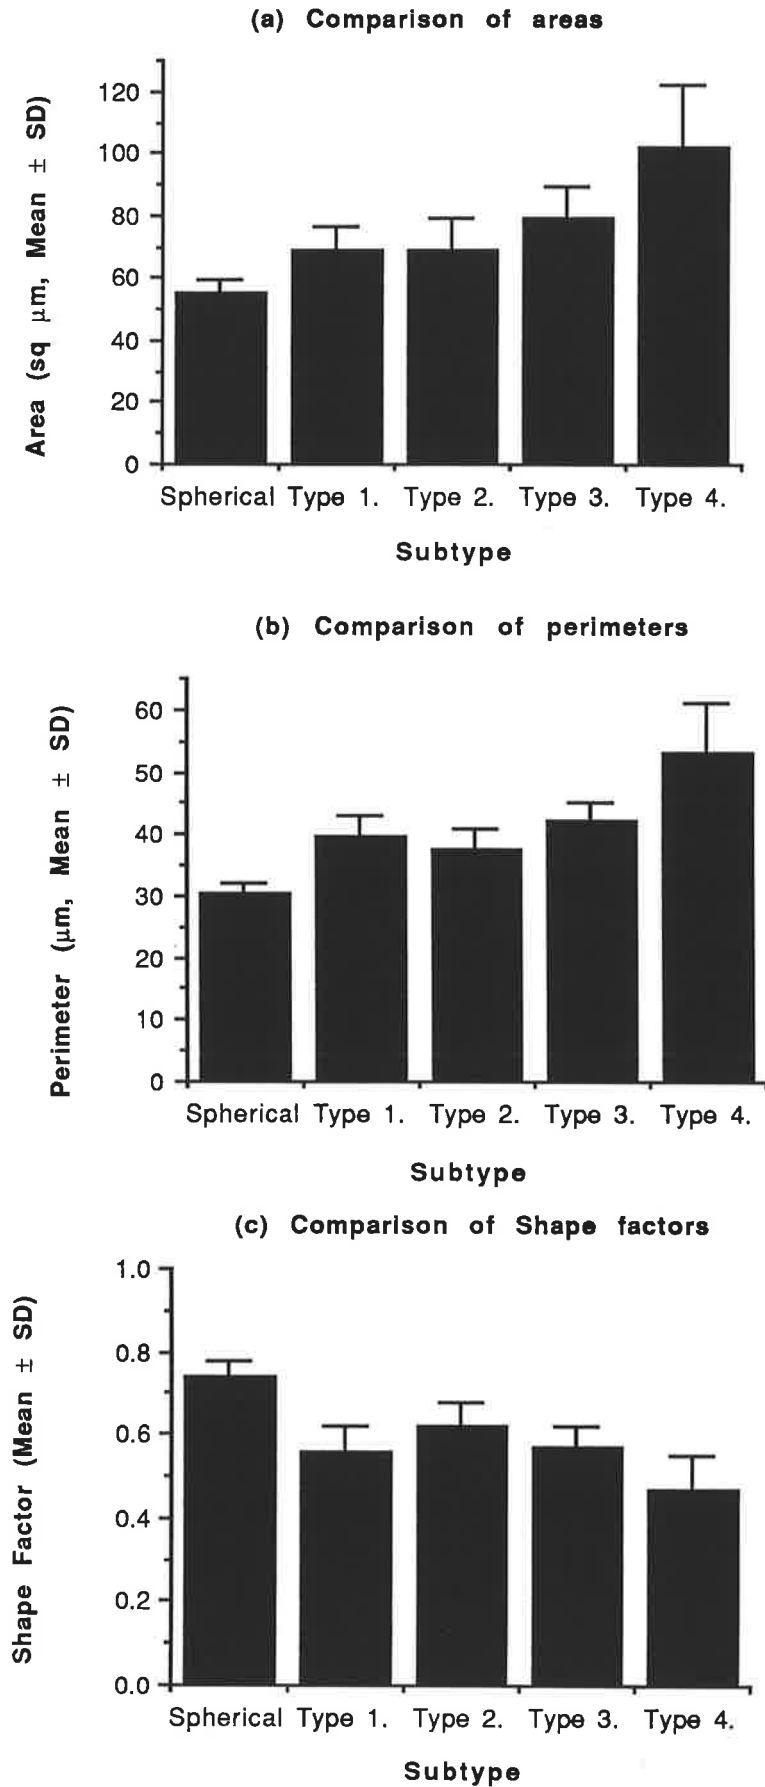 (a) Comparison of areas
Area (sq µm, Mean ± SD)
120
100
80
60
40
20
0
Spherical Type 1. Type 2. Type 3. Type 4.
Subtype
(b) Comparison of perimeters
Perimeter (µm, Mean ± SD)
60
50
40
30
20
10
0
Spherical Type 1. Type 2. Type 3. Type 4.
Subtype
(c) Comparison of Shape factors
Shape Factor (Mean ± SD)
1.0
0.8
0.6
0.4
0.2
0.0
Spherical Type 1. Type 2. Type 3. Type 4.
Subtype